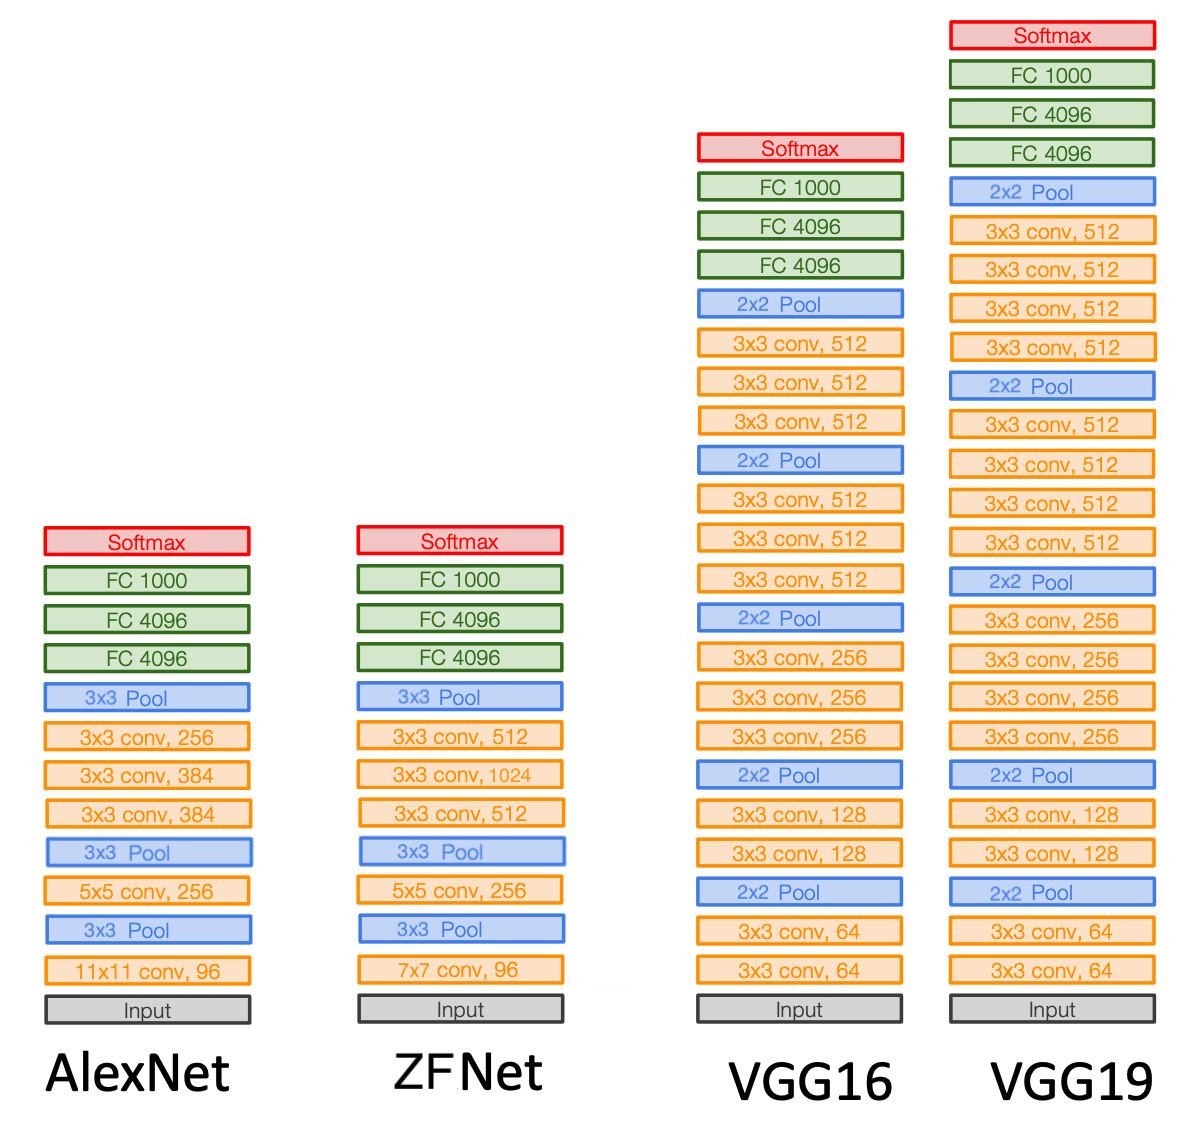 Softmax
FC 1000
FC 4096
FC 4096
3x3 Pool
3x3 conv, 256
3x3 conv, 384
3x3 conv, 384
3x3 Pool
5x5 conv, 256
3x3 Pool
11x11 conv, 96
Input
AlexNet
Softmax
FC 1000
FC 4096
FC 4096
3x3 Pool
3x3 conv, 512
3x3 conv, 1024
3x3 conv, 512
3x3 Pool
5x5 conv, 256
3x3 Pool
7x7 conv, 96
Input
ZFNet
Softmax
FC 1000
FC 4096
FC 4096
2x2 Pool
3x3 conv, 512
3x3 conv, 512
3x3 conv, 512
2x2 Pool
3x3 conv, 512
3x3 conv, 512
3x3 conv, 512
2x2 Pool
3x3 conv, 256
3x3 conv, 256
3x3 conv, 256
2x2 Pool
3x3 conv, 128
3x3 conv, 128
2x2 Pool
3x3 conv, 64
3x3 conv, 64
Input
VGG16
Softmax
FC 1000
FC 4096
FC 4096
2x2 Pool
3x3 conv, 512
3x3 conv, 512
3x3 conv, 512
3x3 conv, 512
2x2 Pool
3x3 conv, 512
3x3 conv, 512
3x3 conv, 512
3x3 conv, 512
2x2 Pool
3x3 conv, 256
3x3 conv, 256
3x3 conv, 256
3x3 conv, 256
2x2 Pool
3x3 conv, 128
3x3 conv, 128
2x2 Pool
3x3 conv, 64
3x3 conv, 64
Input
VGG19